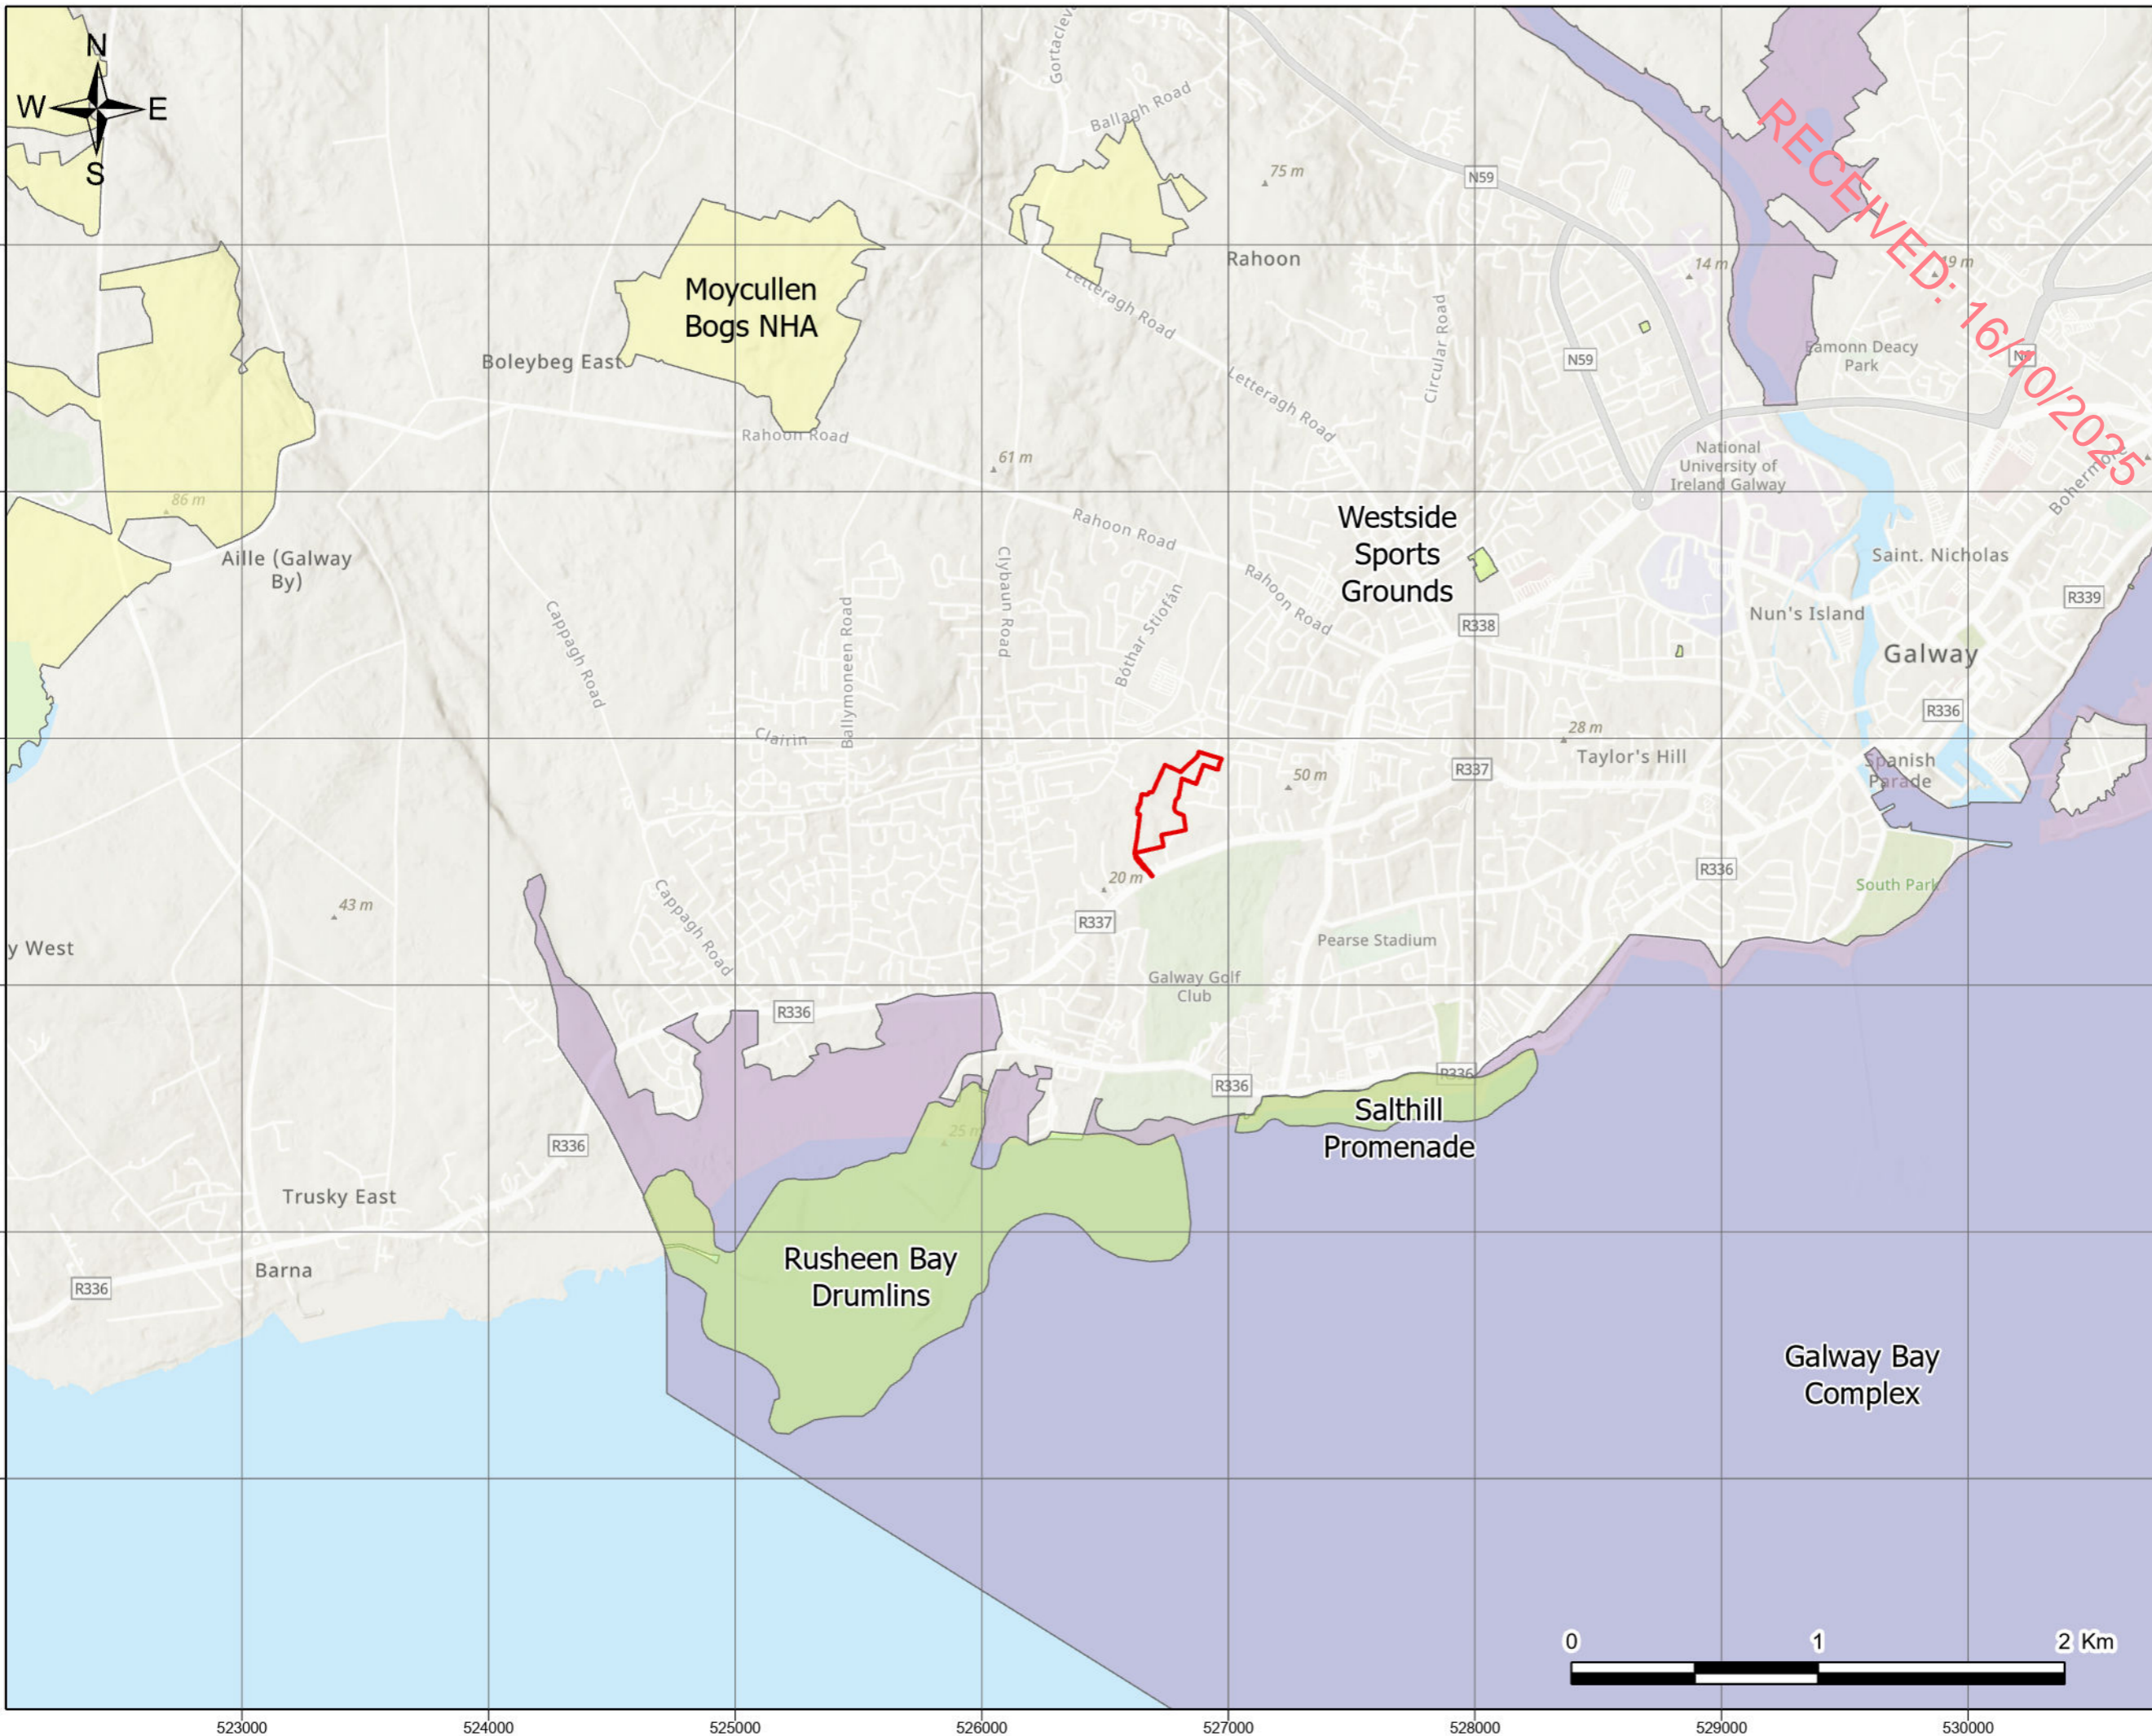 N
W
E
S
Gortaclev
Ballagh Road
75 m
N59
RECEIVED: 16/10/2025
Rahoon
14 m
Moycullen
Bogs NHA
Letteragh Road
Circular Road
Boleybeg East
N59
Eamonn Deacy
Park
Letteragh Road
Rahoon Road
61 m
National
University of
Ireland Galway
86 m
Rahoon Road
Westside
Sports
Grounds
Aille (Galway
By)
Clybaun Road
Bóthar Stiofán
Rahoon Road
Saint. Nicholas
R339
Cappagh Road
Ballymoneen Road
R338
Nun's Island
Galway
R336
Clairin
28 m
Taylor's Hill
R337
50 m
Spanish
Parade
20 m
R336
South Park
43 m
Cappagh Road
R337
y West
Pearse Stadium
Galway Golf
Club
R336
R336
R336
25 m
Salthill
Promenade
R336
Trusky East
Rusheen Bay
Drumlins
Barna
R336
Galway Bay
Complex
0
1
2 Km
523000
524000
525000
526000
527000
528000
529000
530000